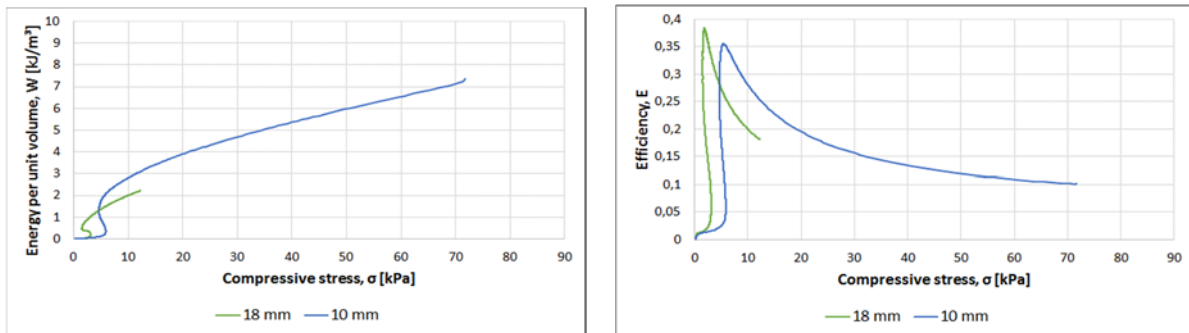 Energy per unit volume, W [kJ/m³]
10
9
8
7
6
5
4
3
2
1
0
0 10 20 30 40 50 60 70 80 90
Compressive stress, σ [kPa]
18 mm 10 mm
Efficiency, E
0,4
0,35
0,3
0,25
0,2
0,15
0,1
0,05
0
0 10 20 30 40 50 60 70 80 90
Compressive stress, σ [kPa]
18 mm 10 mm